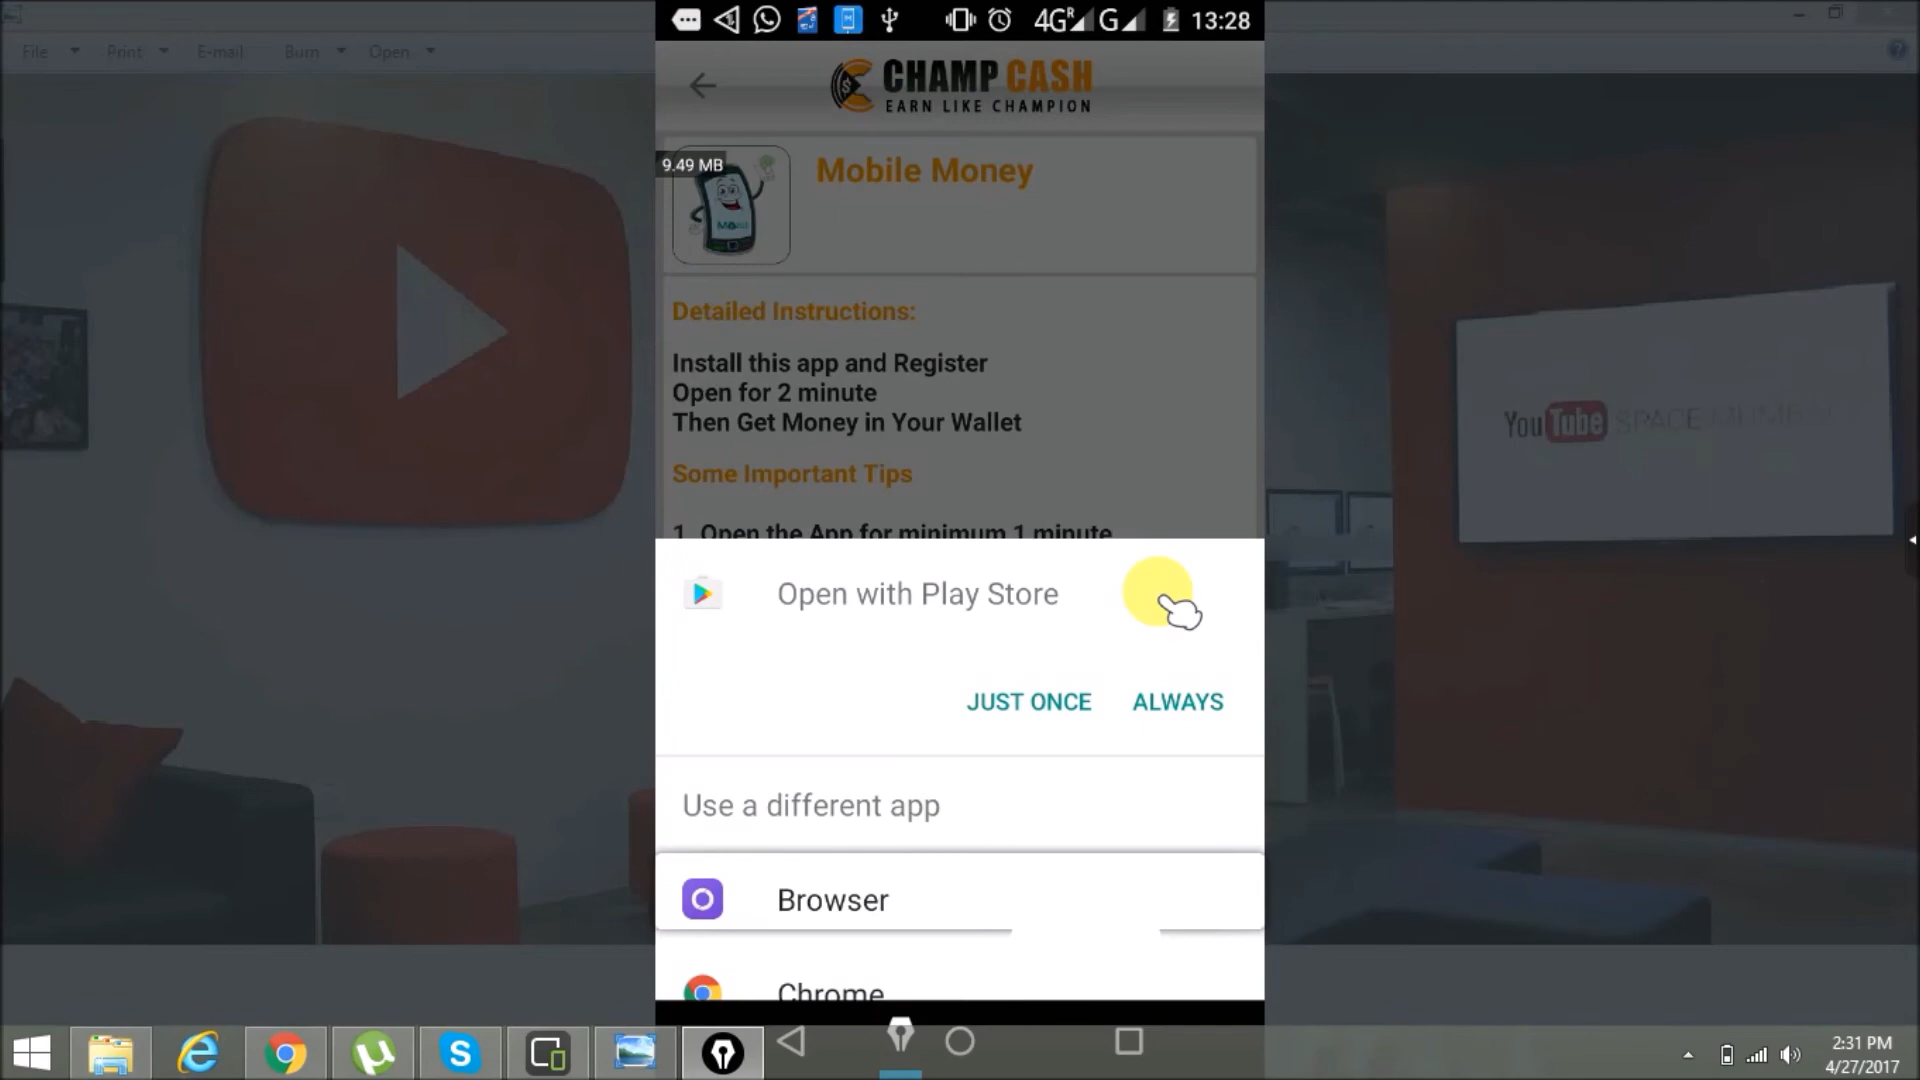 4G R G 13:28
File Print E-mail Burn Open
CHAMP CASH
EARN LIKE CHAMPION
9.49 MB
Mobile Money
Detailed Instructions:
Install this app and Register
Open for 2 minute
Then Get Money in Your Wallet
Some Important Tips
1. Open the App for minimum 1 minute
YouTube SPACE MUMBAI
Open with Play Store
JUST ONCE ALWAYS
Use a different app
Browser
Chrome
2:31 PM
4/27/2017